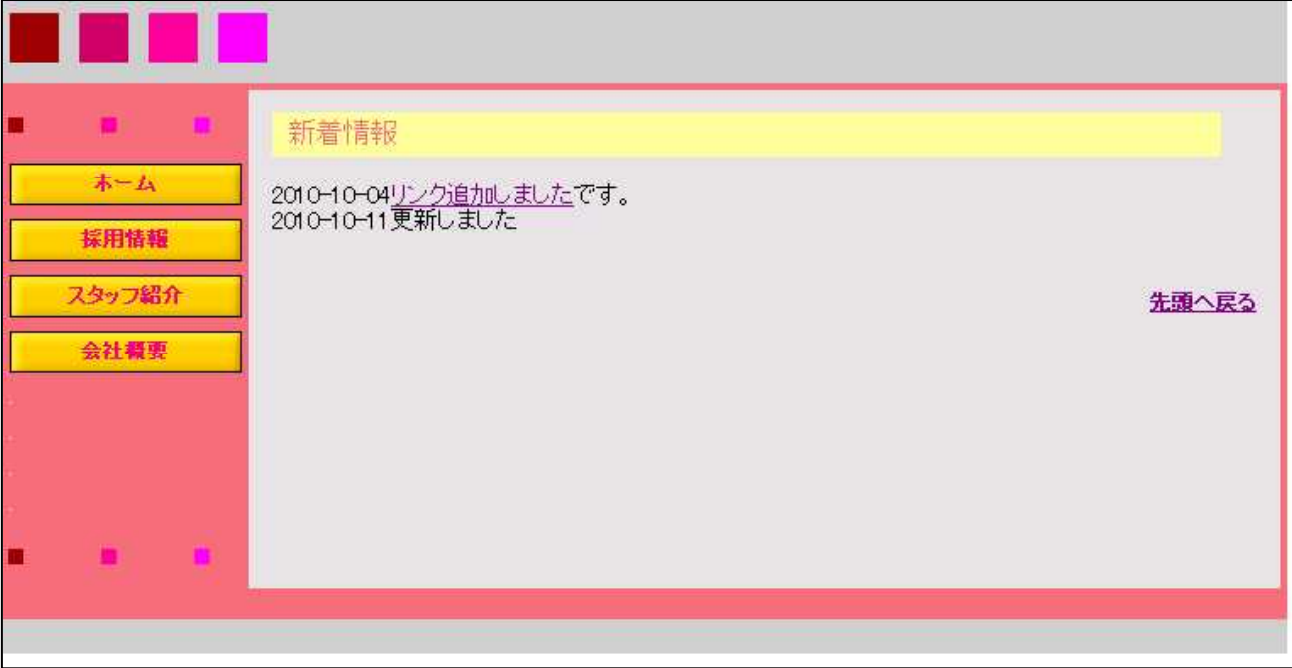 新着情報
ホーム
採用情報
スタッフ紹介
会社概要
2010-10-04リンク追加しましたです。
2010-10-11更新しました
先頭へ戻る